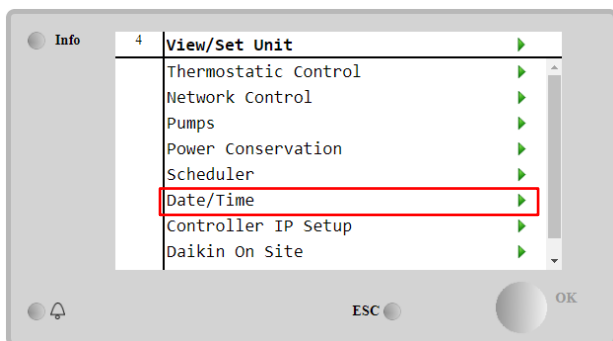 Info
4 View/Set Unit
Thermostatic Control
Network Control
Pumps
Power Conservation
Scheduler
Date/Time
Controller IP Setup
Daikin On Site
ESC
OK